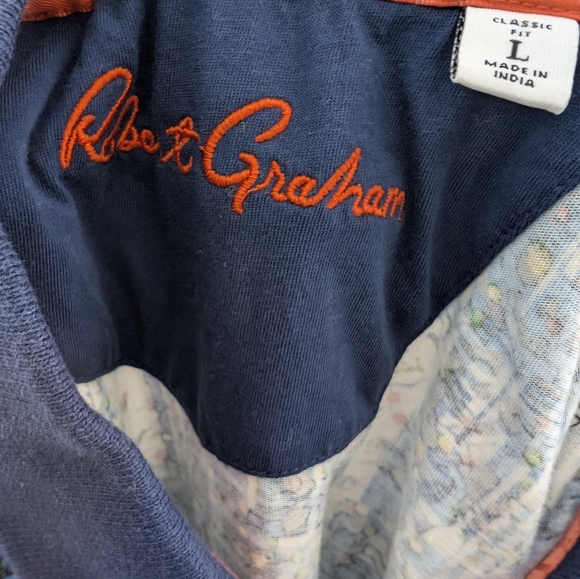 Robert Graham
CLASSIC
FIT
L
MADE IN
INDIA